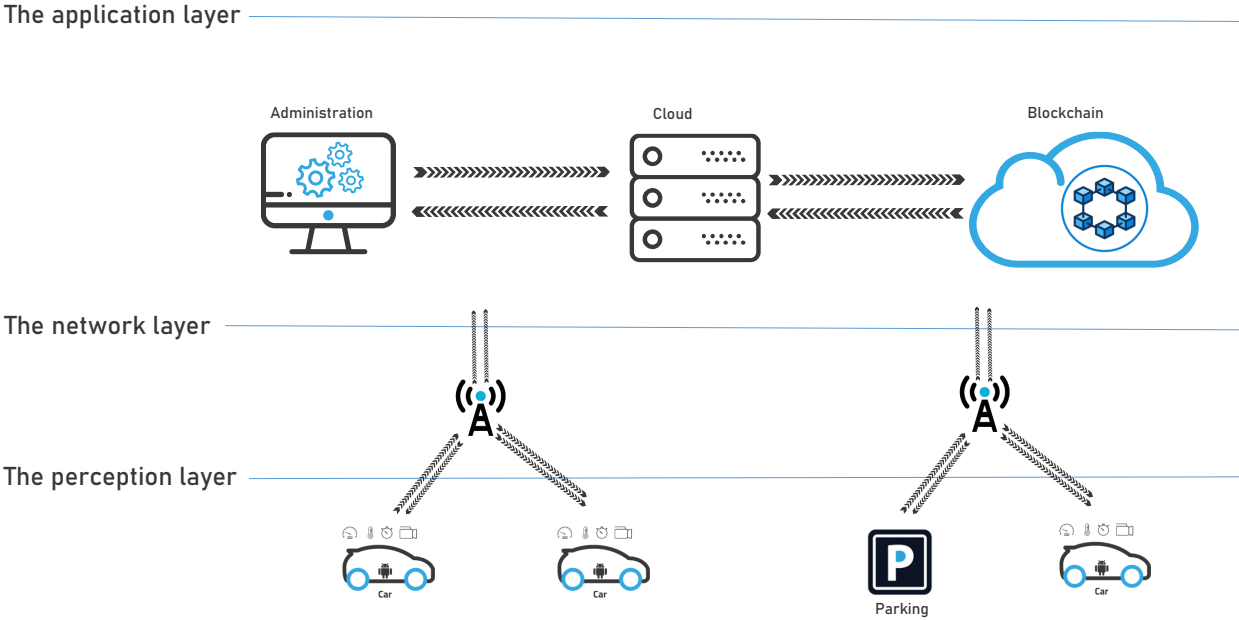 The application layer
Administration
Cloud
Blockchain
The network layer
The perception layer
P
Car
Car
Car
Parking